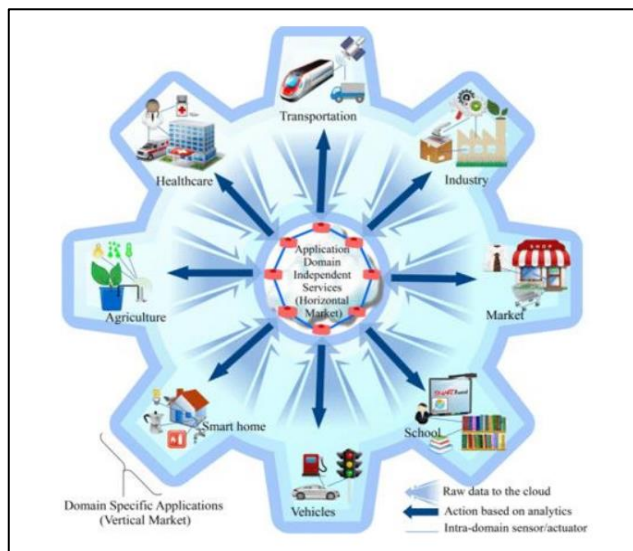 Transportation
Healthcare
Industry
Application
Domain
Independent
Services
(Horizontal
Market)
SHOP
Agriculture
Market
Smart home
School
Vehicles
Domain Specific Applications
(Vertical Market)
Raw data to the cloud
Action based on analytics
Intra-domain sensor/actuator